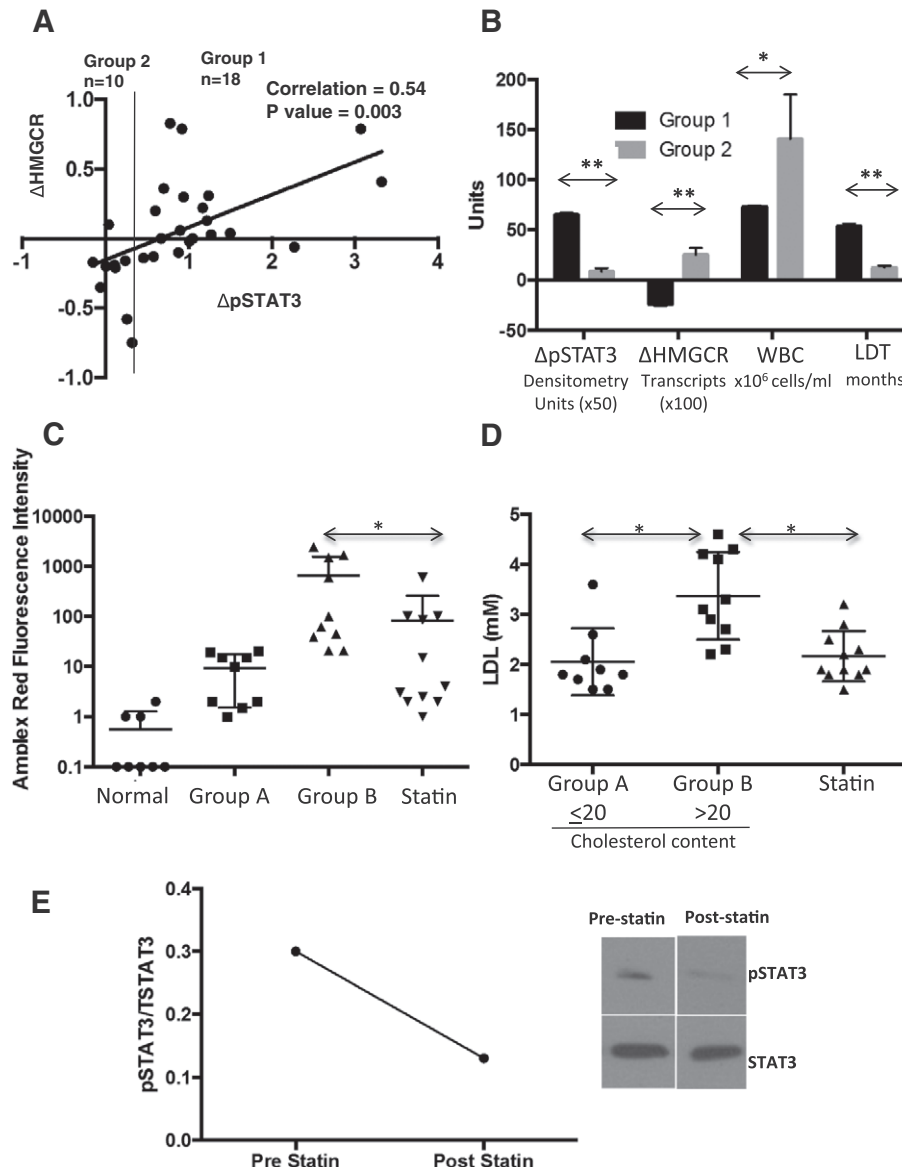 A
Group 2
n=10
Group 1
n=18
Correlation = 0.54
P value = 0.003
1.0
0.5
-0.5
-1.0
-1
1
2
3
4
ΔHMGCR
ΔpSTAT3
B
*
**
**
**
Group 1
Group 2
Units
200
150
100
50
0
-50
ΔpSTAT3
Densitometry
Units (x50)
ΔHMGCR
Transcripts
(x100)
WBC
x10⁶ cells/ml
LDT
months
C
Amplex Red Fluorescence Intensity
*
10000
1000
100
10
1
0.1
Normal
Group A
Group B
Statin
D
LDL (mM)
*
*
5
4
3
2
1
0
Group A
≤20
Group B
>20
Statin
Cholesterol content
E
pSTAT3/TSTAT3
0.4
0.3
0.2
0.1
0.0
Pre Statin
Post Statin
Pre-statin
Post-statin
pSTAT3
STAT3